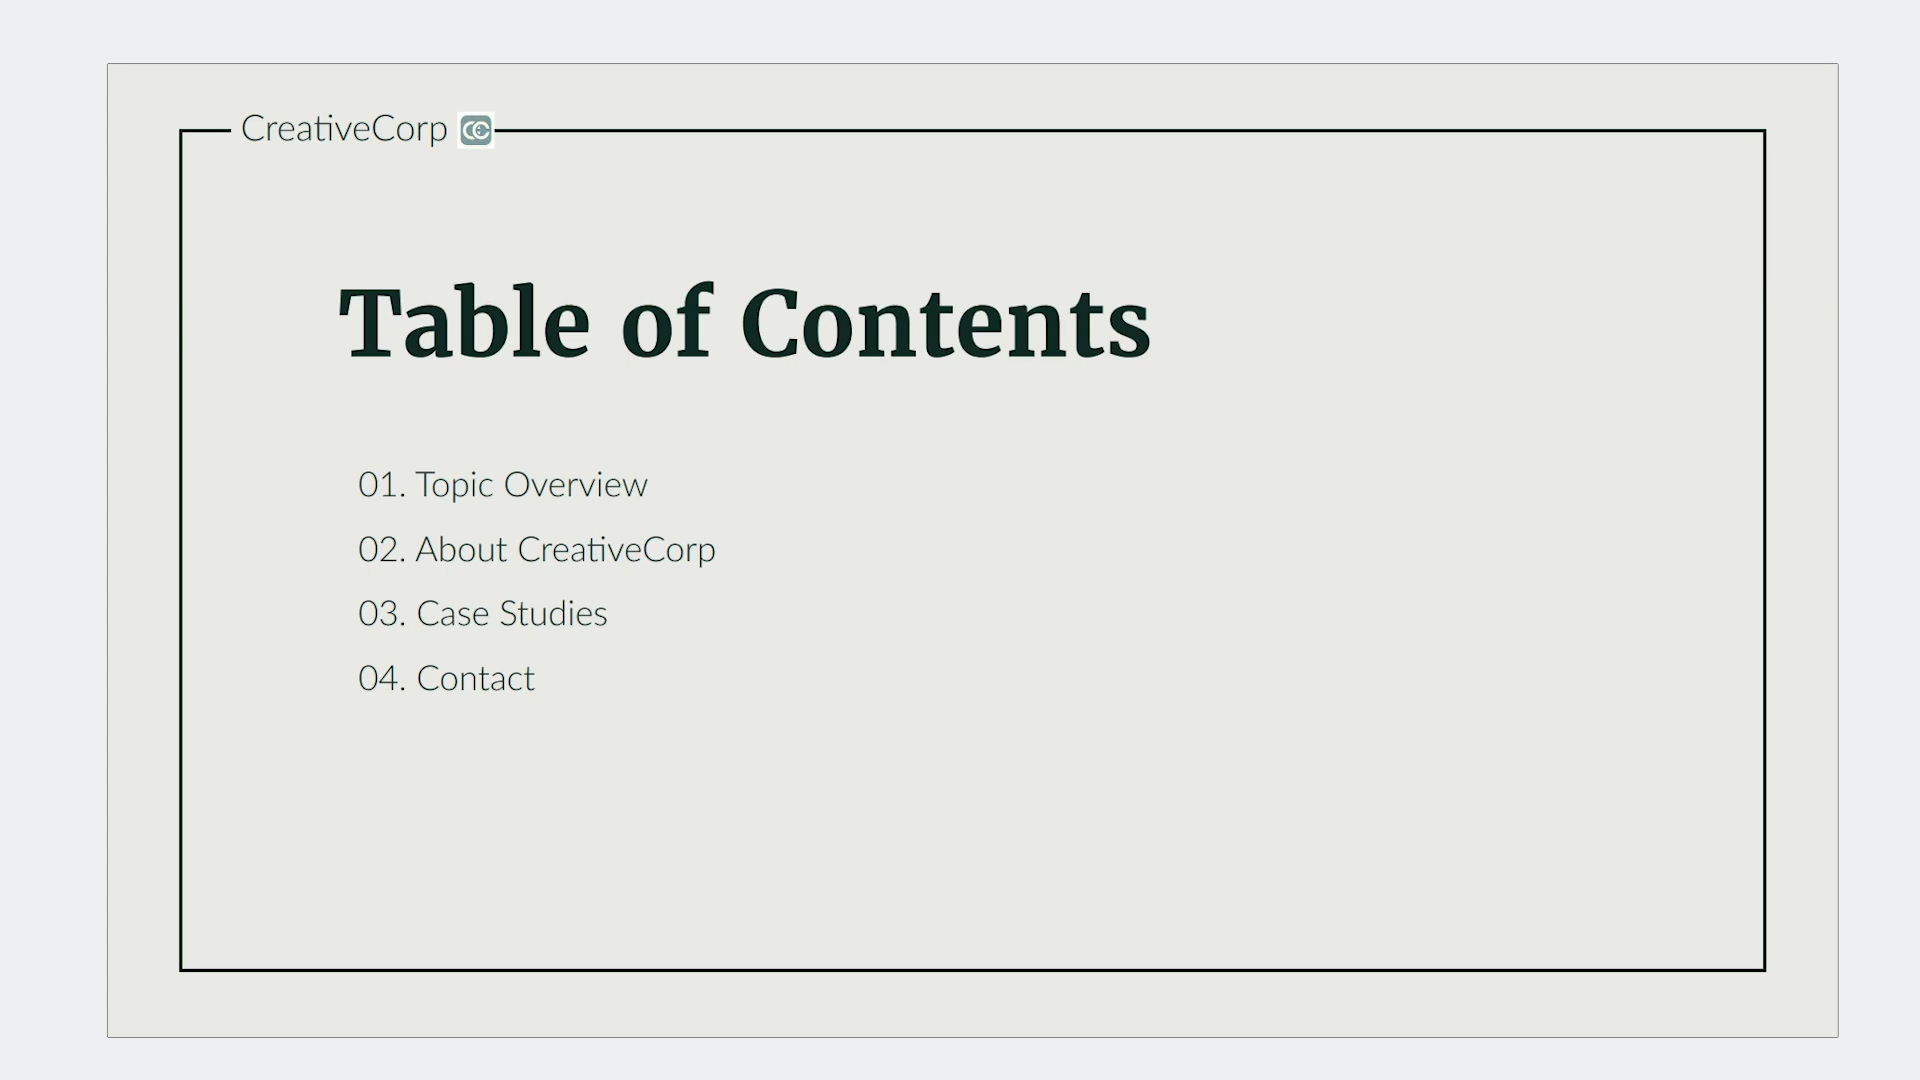 CreativeCorp
Table of Contents
01. Topic Overview
02. About CreativeCorp
03. Case Studies
04. Contact